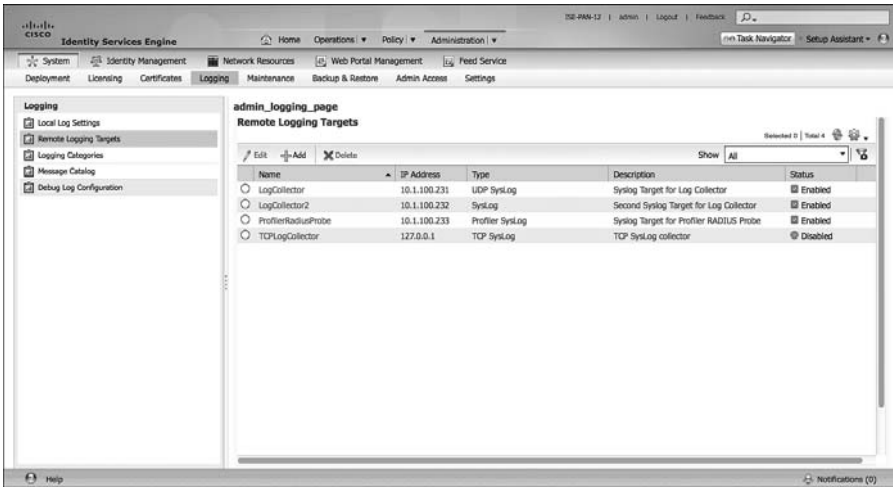 ISE-PAN-12 | admin | Logout | Feedback
CISCO Identity Services Engine
Home Operations Policy Administration
Task Navigator Setup Assistant
System Identity Management Network Resources Web Portal Management Feed Service
Deployment Licensing Certificates Logging Maintenance Backup & Restore Admin Access Settings
Logging
Local Log Settings
Remote Logging Targets
Logging Categories
Message Catalog
Debug Log Configuration
admin_logging_page
Remote Logging Targets
Selected 0 | Total 4
Edit Add Delete Show All
Name IP Address Type Description Status
LogCollector 10.1.100.231 UDP SysLog Syslog Target for Log Collector Enabled
LogCollector2 10.1.100.232 SysLog Second Syslog Target for Log Collector Enabled
ProfilerRadiusProbe 10.1.100.233 Profiler SysLog Syslog Target for Profiler RADIUS Probe Enabled
TCPLogCollector 127.0.0.1 TCP SysLog TCP SysLog collector Disabled
Help Notifications (0)